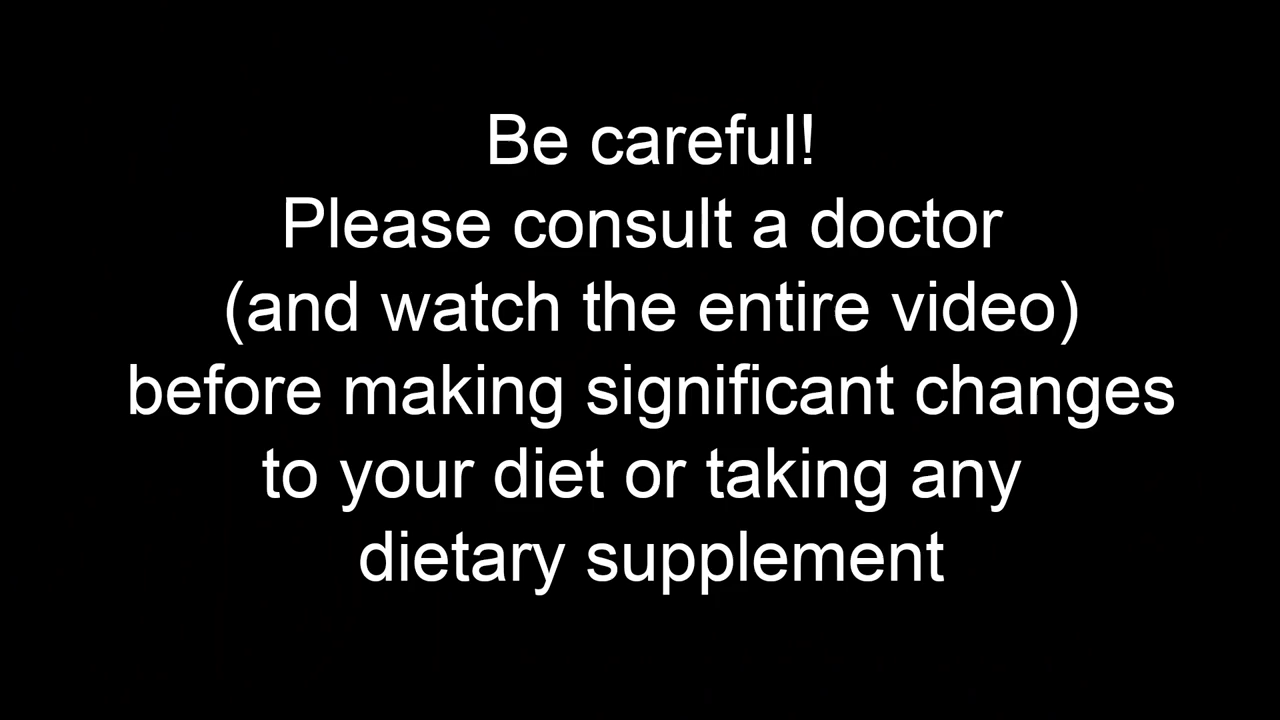 Be careful!
Please consult a doctor
(and watch the entire video)
before making significant changes
to your diet or taking any
dietary supplement